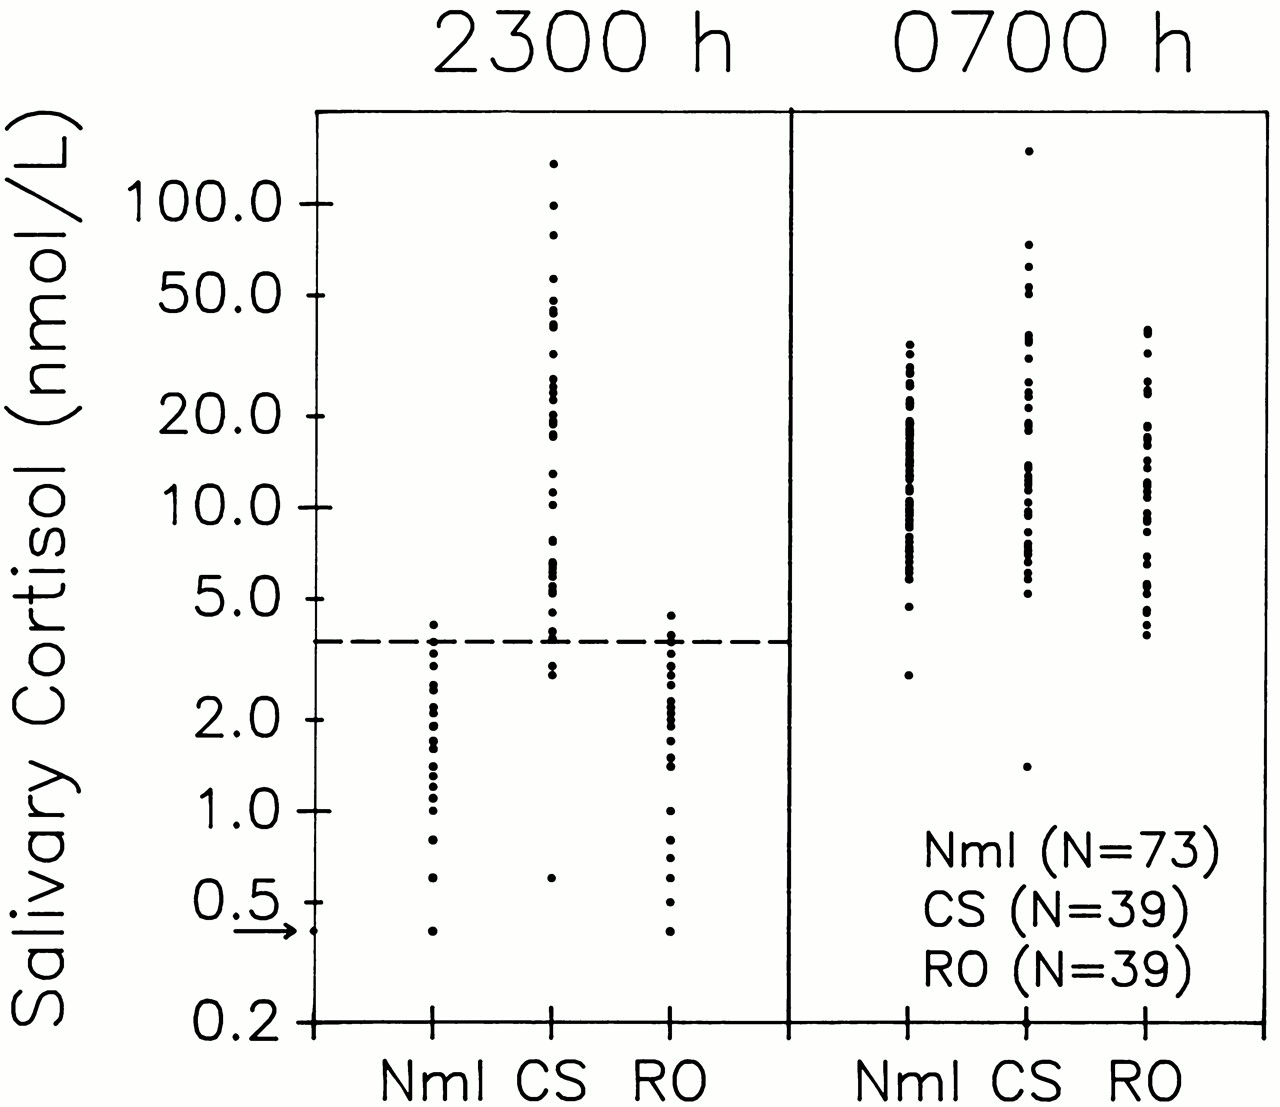 2300 h
0700 h
Salivary Cortisol (nmol/L)
100.0
50.0
20.0
10.0
5.0
2.0
1.0
0.5
0.2
Nml (N=73)
CS (N=39)
RO (N=39)
Nml CS RO
Nml CS RO